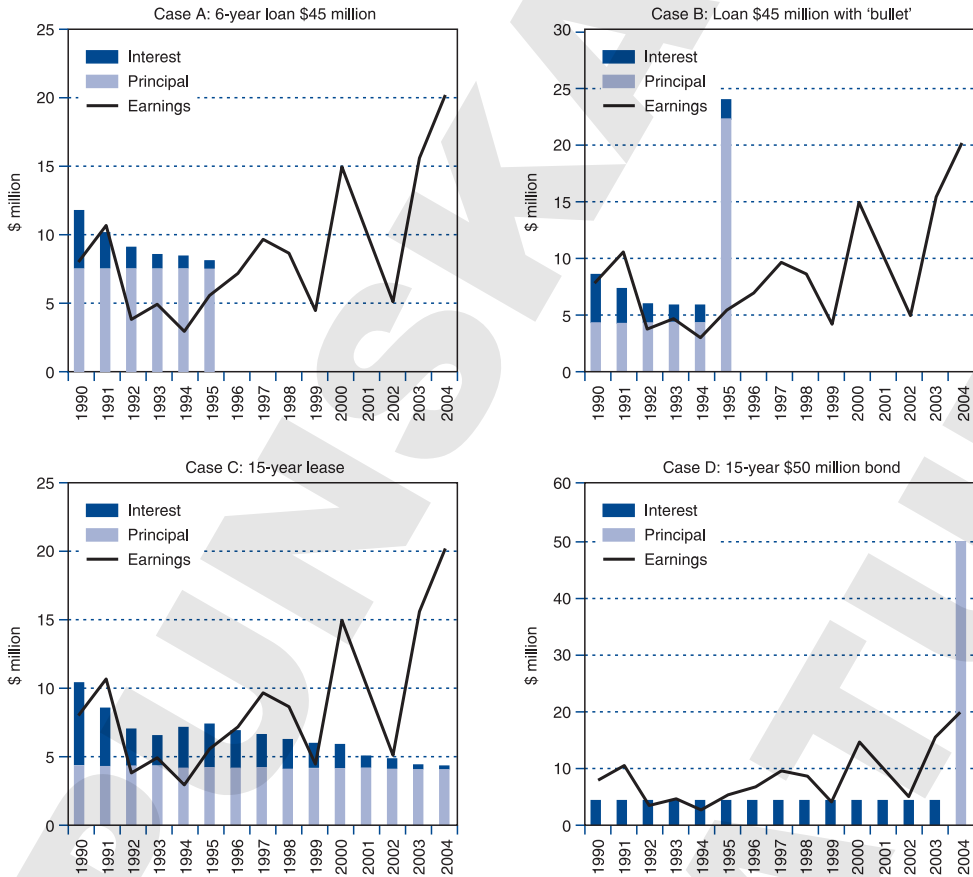 Case A: 6-year loan $45 million
25
20
15
10
5
0
$ million
Interest
Principal
Earnings
1990 1991 1992 1993 1994 1995 1996 1997 1998 1999 2000 2001 2002 2003 2004
Case B: Loan $45 million with ‘bullet’
30
25
20
15
10
5
0
$ million
Interest
Principal
Earnings
1990 1991 1992 1993 1994 1995 1996 1997 1998 1999 2000 2001 2002 2003 2004
Case C: 15-year lease
25
20
15
10
5
0
$ million
Interest
Principal
Earnings
1990 1991 1992 1993 1994 1995 1996 1997 1998 1999 2000 2001 2002 2003 2004
Case D: 15-year $50 million bond
60
50
40
30
20
10
0
$ million
Interest
Principal
Earnings
1990 1991 1992 1993 1994 1995 1996 1997 1998 1999 2000 2001 2002 2003 2004